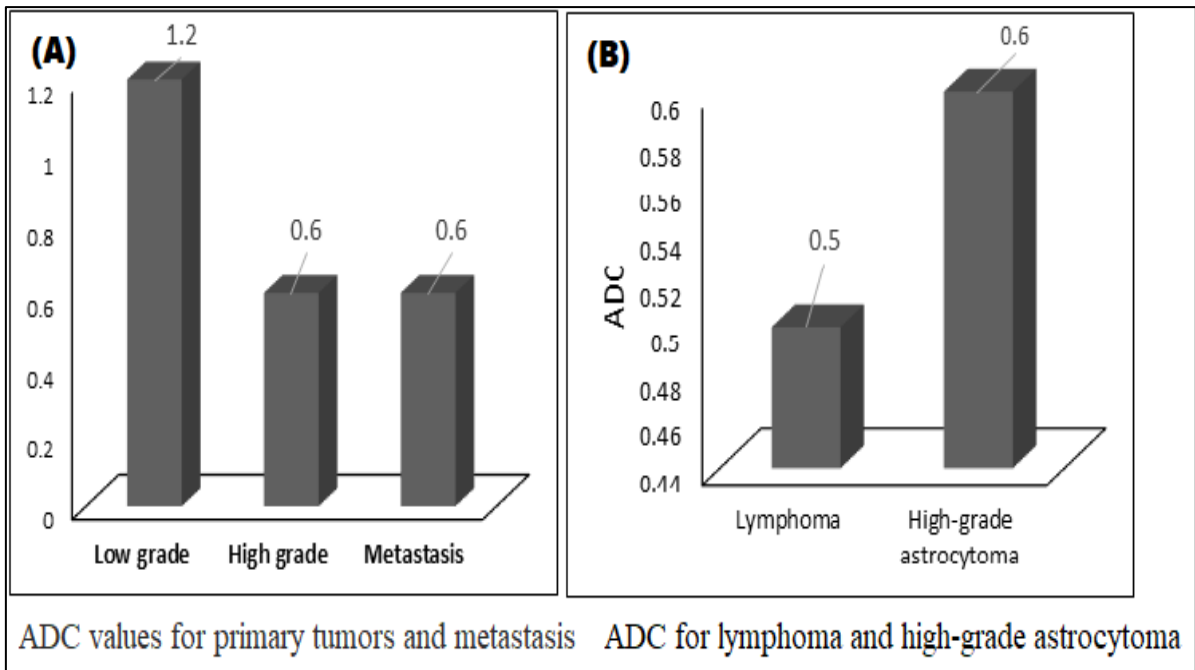 (A)
1.2
1.2
1
0.8
0.6
0.4
0.2
0
0.6
0.6
Low grade
High grade
Metastasis
ADC values for primary tumors and metastasis
(B)
0.6
0.6
0.58
0.56
0.54
0.52
0.5
0.48
0.46
0.44
ADC
0.5
Lymphoma
High-grade
astrocytoma
ADC for lymphoma and high-grade astrocytoma